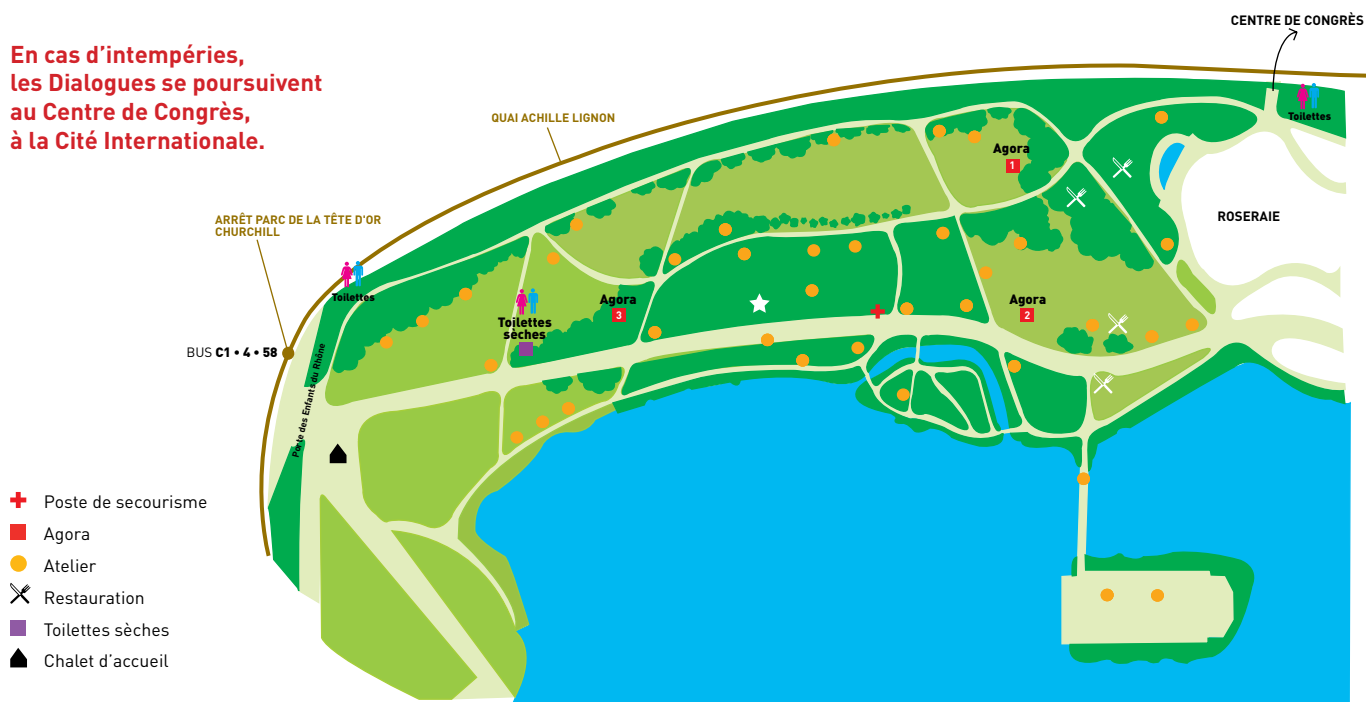 CENTRE DE CONGRÈS
En cas d’intempéries,
les Dialogues se poursuivent
au Centre de Congrès,
à la Cité Internationale.
Toilettes
QUAI ACHILLE LIGNON
Agora
1
ARRÊT PARC DE LA TÊTE D'OR
CHURCHILL
ROSERAIE
Toilettes
Agora
3
Agora
2
Toilettes
sèches
BUS C1 • 4 • 58
Porte des Enfants du Rhône
Poste de secourisme
Agora
Atelier
Restauration
Toilettes sèches
Chalet d’accueil